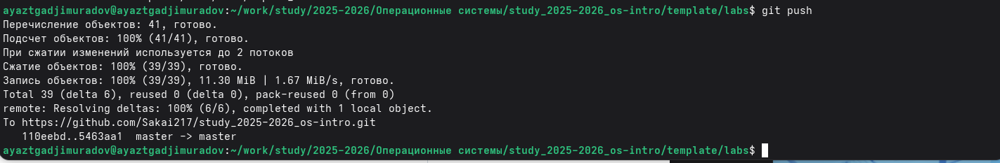 ayaztgadjimuradov@ayaztgadjimuradov:~/work/study/2025-2026/Операционные системы/study_2025-2026_os-intro/template/labs$ git push
Перечисление объектов: 41, готово.
Подсчет объектов: 100% (41/41), готово.
При сжатии изменений используется до 2 потоков
Сжатие объектов: 100% (39/39), готово.
Запись объектов: 100% (39/39), 11.30 MiB | 1.67 MiB/s, готово.
Total 39 (delta 6), reused 0 (delta 0), pack-reused 0 (from 0)
remote: Resolving deltas: 100% (6/6), completed with 1 local object.
To https://github.com/Sakai217/study_2025-2026_os-intro.git
   110eebd..5463aa1  master -> master
ayaztgadjimuradov@ayaztgadjimuradov:~/work/study/2025-2026/Операционные системы/study_2025-2026_os-intro/template/labs$